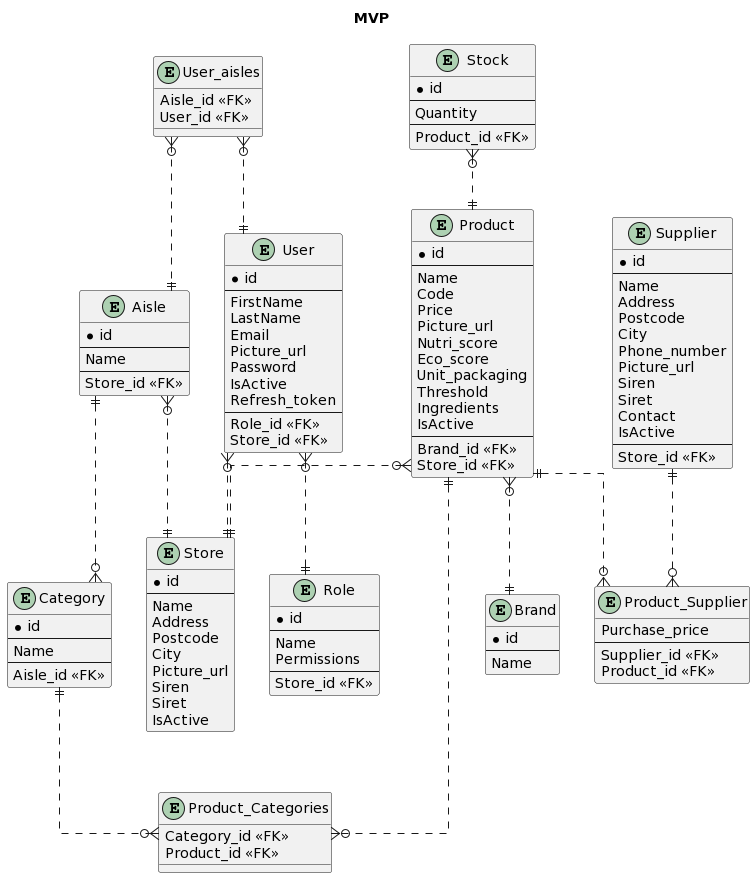 MVP
E User_aisles
Aisle_id «FK»
User_id «FK»
E Stock
id
Quantity
Product_id «FK»
E User
id
FirstName
LastName
Email
Picture_url
Password
IsActive
Refresh_token
Role_id «FK»
Store_id «FK»
E Product
id
Name
Code
Price
Picture_url
Nutri_score
Eco_score
Unit_packaging
Threshold
Ingredients
IsActive
Brand_id «FK»
Store_id «FK»
E Supplier
id
Name
Address
Postcode
City
Phone_number
Picture_url
Siren
Siret
Contact
IsActive
Store_id «FK»
E Aisle
id
Name
Store_id «FK»
E Category
id
Name
Aisle_id «FK»
E Store
id
Name
Address
Postcode
City
Picture_url
Siren
Siret
IsActive
E Role
id
Name
Permissions
Store_id «FK»
E Brand
id
Name
E Product_Supplier
Purchase_price
Supplier_id «FK»
Product_id «FK»
E Product_Categories
Category_id «FK»
Product_id «FK»